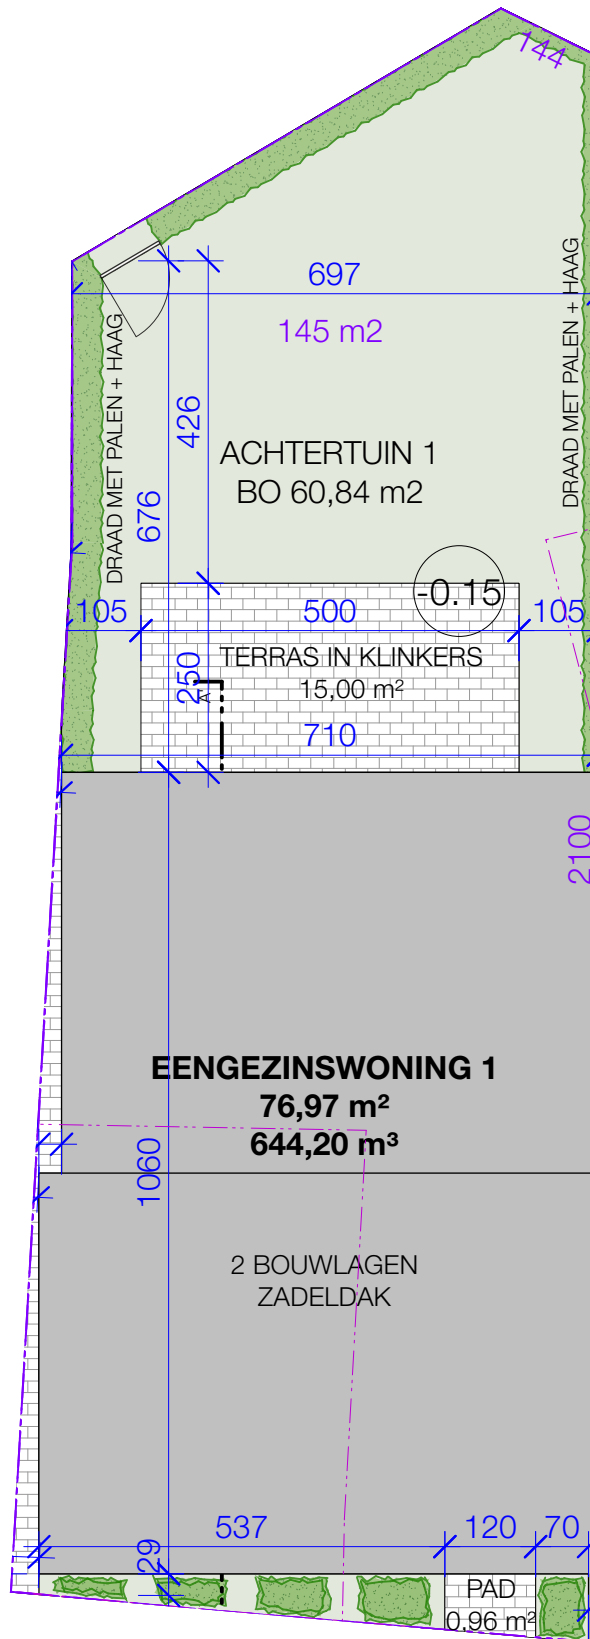 144
697
145 m2
DRAAD MET PALEN + HAAG
DRAAD MET PALEN + HAAG
426
676
ACHTERTUIN 1
BO 60,84 m2
-0.15
105
500
105
250
TERRAS IN KLINKERS
15,00 m²
A
710
2100
EENGEZINSWONING 1
76,97 m²
644,20 m³
1060
2 BOUWLAGEN
ZADELDAK
537
120
70
29
PAD
0,96 m²